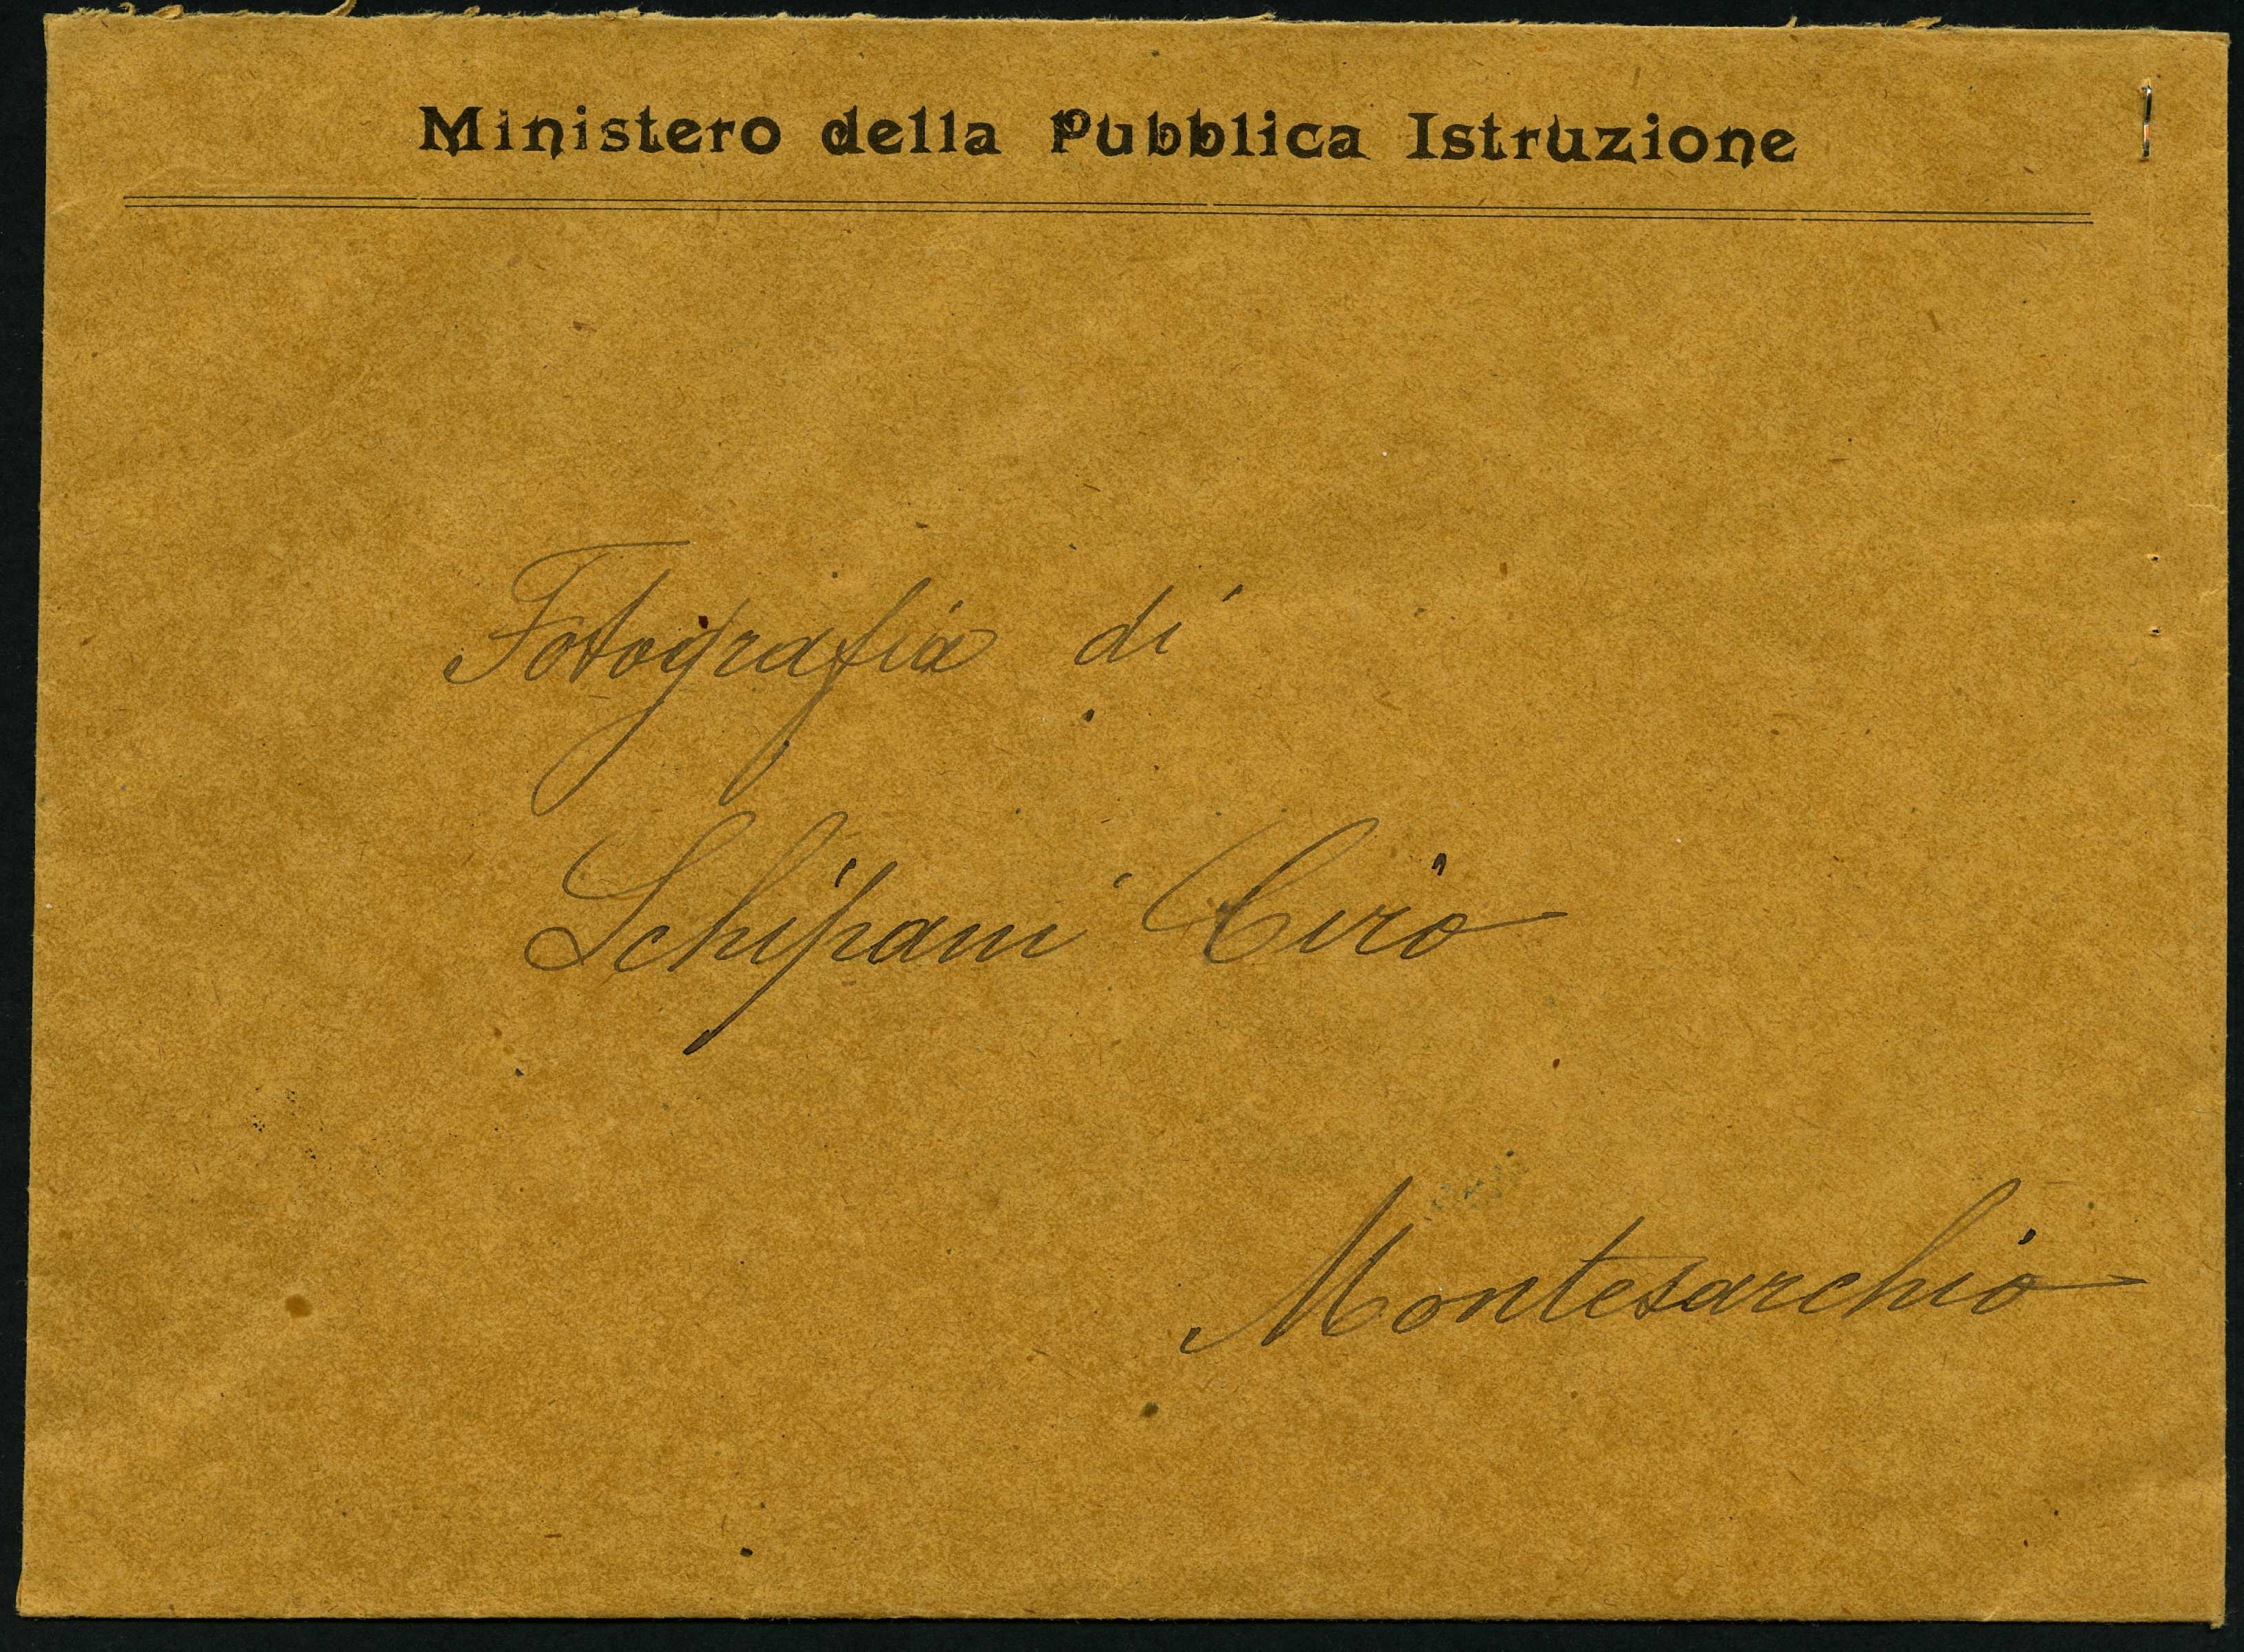 Ministero della Pubblica Istruzione
Fotografia di
Schipani Ciro
Montesarchio